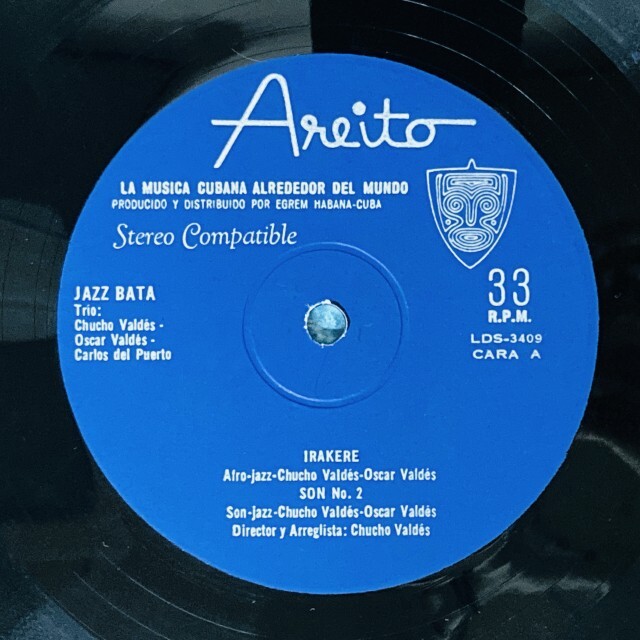 Areito
LA MUSICA CUBANA ALREDEDOR DEL MUNDO
PRODUCIDO Y DISTRIBUIDO POR EGREM HABANA-CUBA
Stereo Compatible
JAZZ BATA
Trio:
Chucho Valdés -
Oscar Valdés -
Carlos del Puerto
33
R.P.M.
LDS-3409
CARA A
IRAKERE
Afro-jazz-Chucho Valdés-Oscar Valdés
SON No. 2
Son-jazz-Chucho Valdés-Oscar Valdés
Director y Arreglista: Chucho Valdés